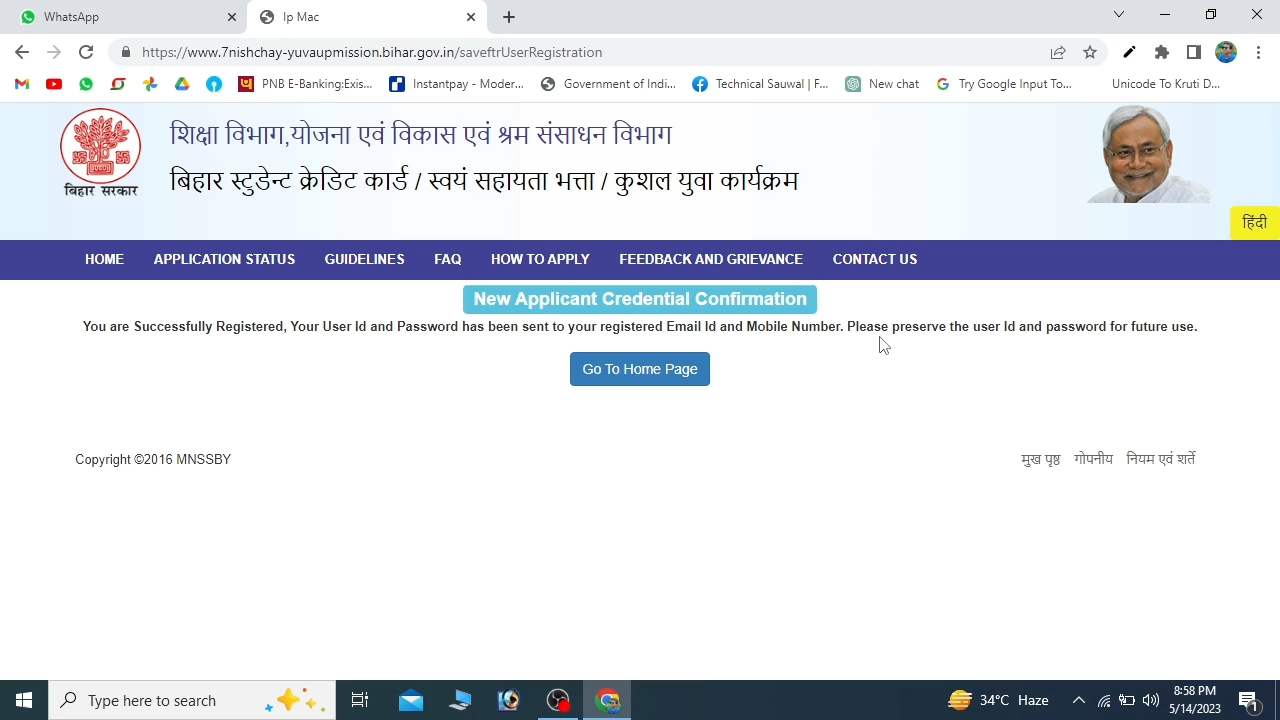 WhatsApp
Ip Mac
https://www.7nishchay-yuvaupmission.bihar.gov.in/saveftrUserRegistration
PNB E-Banking:Exis...
Instantpay - Moder...
Government of Indi...
Technical Sauwal | F...
New chat
Try Google Input To...
Unicode To Kruti D...
शिक्षा विभाग,योजना एवं विकास एवं श्रम संसाधन विभाग
बिहार स्टुडेन्ट क्रेडिट कार्ड / स्वयं सहायता भत्ता / कुशल युवा कार्यक्रम
बिहार सरकार
हिंदी
HOME APPLICATION STATUS GUIDELINES FAQ HOW TO APPLY FEEDBACK AND GRIEVANCE CONTACT US
New Applicant Credential Confirmation
You are Successfully Registered, Your User Id and Password has been sent to your registered Email Id and Mobile Number. Please preserve the user Id and password for future use.
Go To Home Page
Copyright ©2016 MNSSBY
मुख पृष्ठ गोपनीय नियम एवं शर्ते
Type here to search
34°C Haze
8:58 PM
5/14/2023
1